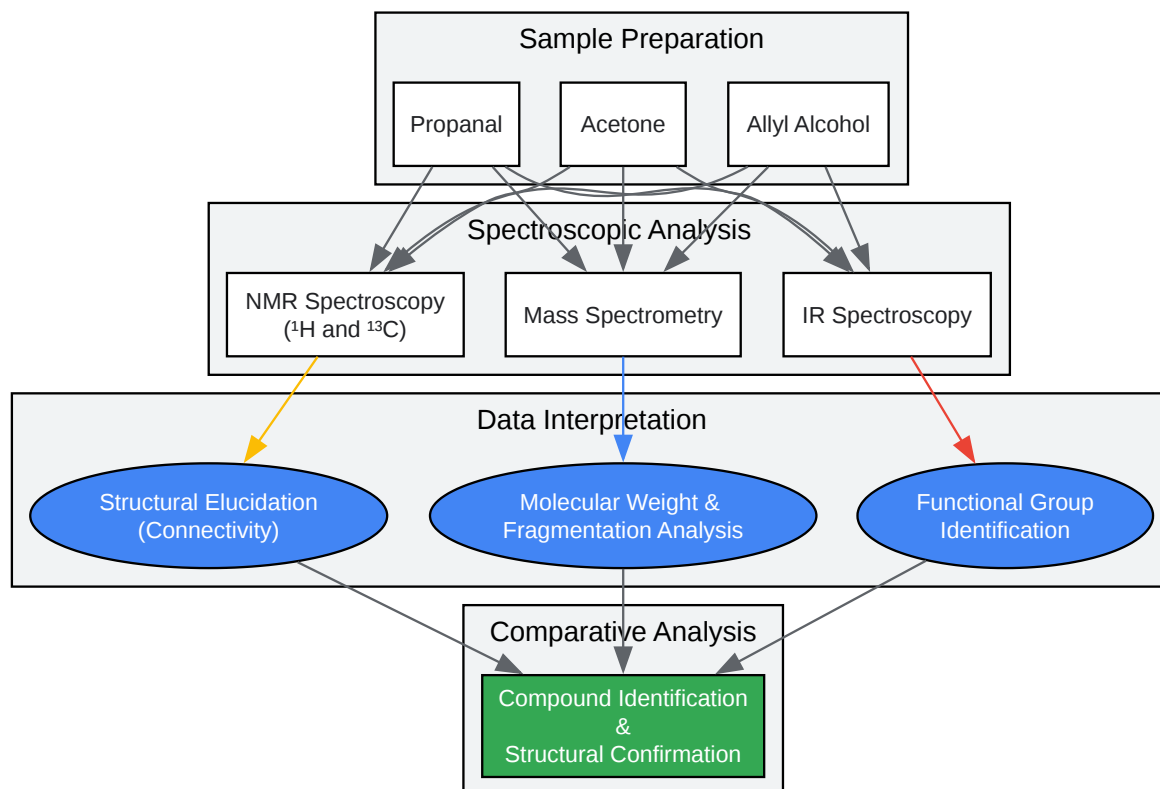 Sample Preparation
Propanal
Acetone
Allyl Alcohol
Spectroscopic Analysis
NMR Spectroscopy
(¹H and ¹³C)
Mass Spectrometry
IR Spectroscopy
Data Interpretation
Structural Elucidation
(Connectivity)
Molecular Weight &
Fragmentation Analysis
Functional Group
Identification
Comparative Analysis
Compound Identification
&
Structural Confirmation